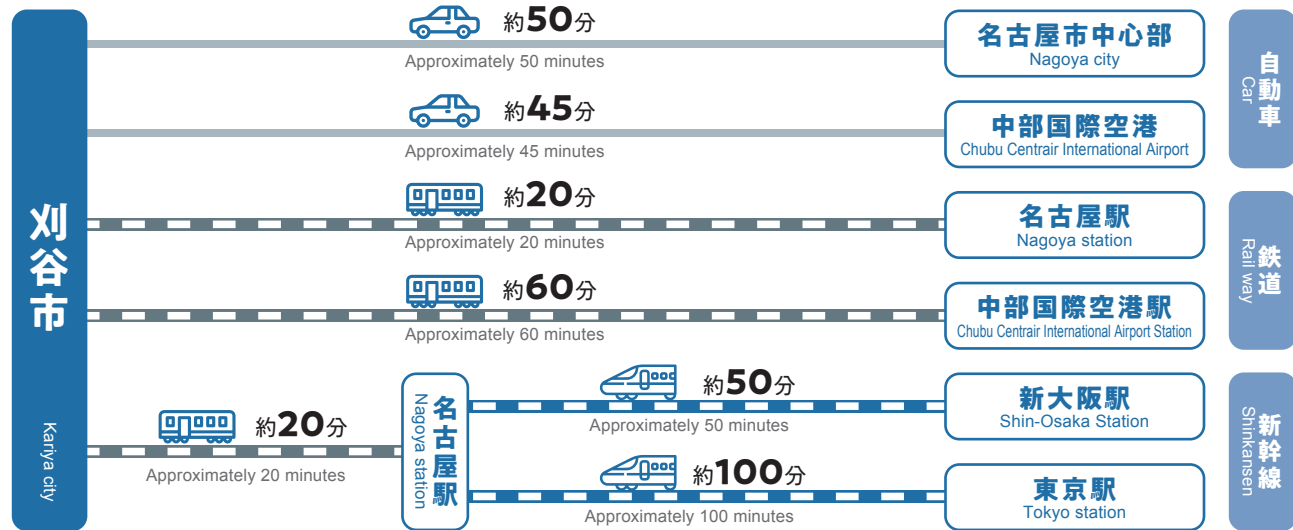 刈谷市
Kariya city
約50分
Approximately 50 minutes
名古屋市中心部
Nagoya city
約45分
Approximately 45 minutes
中部国際空港
Chubu Centrair International Airport
自動車
Car
約20分
Approximately 20 minutes
名古屋駅
Nagoya station
約60分
Approximately 60 minutes
中部国際空港駅
Chubu Centrair International Airport Station
鉄道
Rail way
約20分
Approximately 20 minutes
名古屋駅
Nagoya station
約50分
Approximately 50 minutes
新大阪駅
Shin-Osaka Station
約100分
Approximately 100 minutes
東京駅
Tokyo station
新幹線
Shinkansen